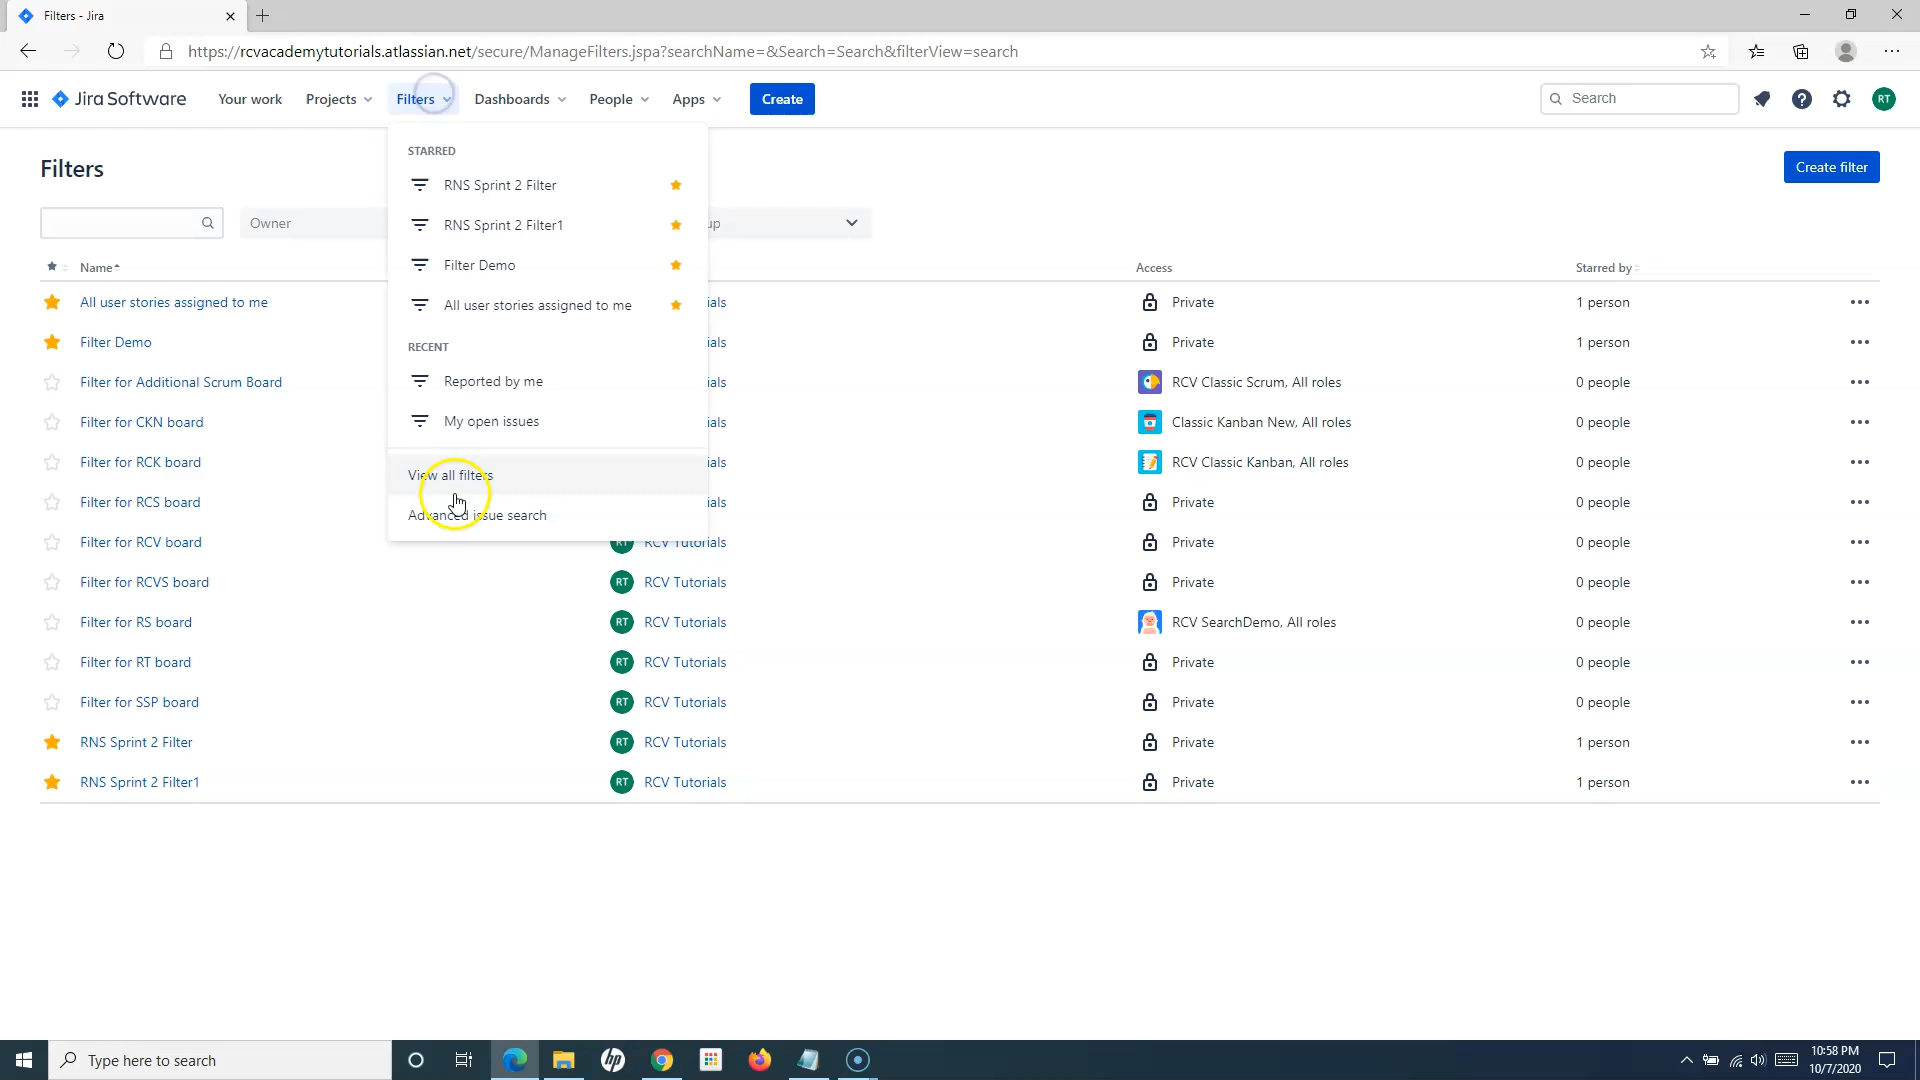 Filters - Jira
https://rcvacademytutorials.atlassian.net/secure/ManageFilters.jspa?searchName=&Search=Search&filterView=search
Jira Software Your work Projects Filters Dashboards People Apps Create Search RT
Filters
Create filter
Owner
up
STARRED
RNS Sprint 2 Filter
RNS Sprint 2 Filter1
Filter Demo
All user stories assigned to me
RECENT
Reported by me
My open issues
View all filters
Advanced issue search
Name Access Starred by
All user stories assigned to me ials Private 1 person
Filter Demo ials Private 1 person
Filter for Additional Scrum Board ials RCV Classic Scrum, All roles 0 people
Filter for CKN board ials Classic Kanban New, All roles 0 people
Filter for RCK board ials RCV Classic Kanban, All roles 0 people
Filter for RCS board ials Private 0 people
Filter for RCV board RT RCV Tutorials Private 0 people
Filter for RCVS board RT RCV Tutorials Private 0 people
Filter for RS board RT RCV Tutorials RCV SearchDemo, All roles 0 people
Filter for RT board RT RCV Tutorials Private 0 people
Filter for SSP board RT RCV Tutorials Private 0 people
RNS Sprint 2 Filter RT RCV Tutorials Private 1 person
RNS Sprint 2 Filter1 RT RCV Tutorials Private 1 person
Type here to search
hp
10:58 PM
10/7/2020